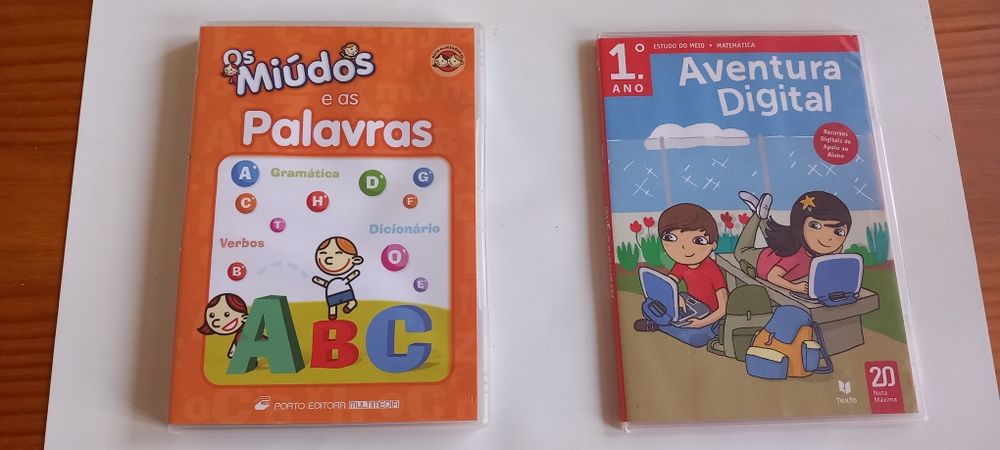 Os
Miúdos
e as
Palavras
A
Gramática
D
G
C
H
F
T
Verbos
Dicionário
O
B
E
ABC
PORTO EDITORA MULTIMEDIA
1.º
ANO
ESTUDO DO MEIO • MATEMÁTICA
Aventura
Digital
Recursos
Digitais de
Apoio ao
Aluno
Texto
20
Nota
Máxima